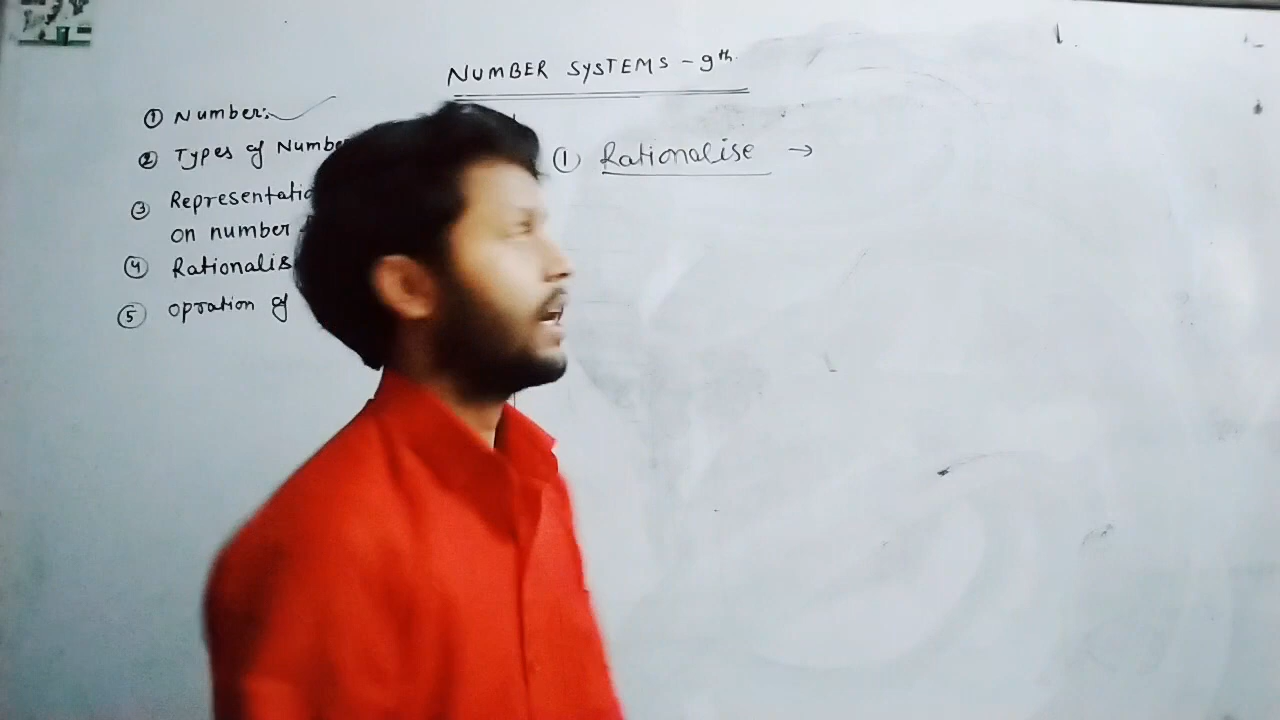 NUMBER SYSTEMS - 9th
① Number:
② Types of Numbe
③ Representatio
on number
④ Rationalis
⑤ opration of
① Rationalise →